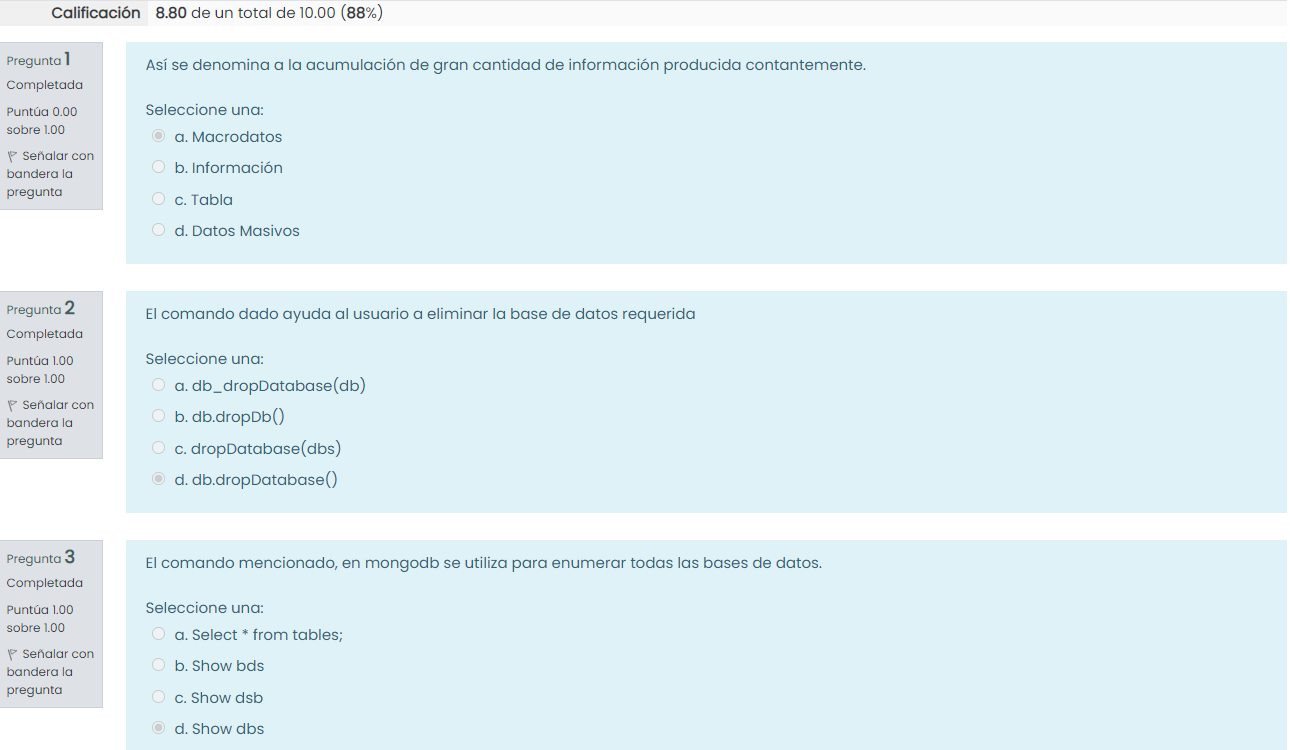 Calificación 8.80 de un total de 10.00 (88%)
Pregunta 1
Completada
Puntúa 0.00
sobre 1.00
Señalar con
bandera la
pregunta
Así se denomina a la acumulación de gran cantidad de información producida contantemente.
Seleccione una:
a. Macrodatos
b. Información
c. Tabla
d. Datos Masivos
Pregunta 2
Completada
Puntúa 1.00
sobre 1.00
Señalar con
bandera la
pregunta
El comando dado ayuda al usuario a eliminar la base de datos requerida
Seleccione una:
a. db_dropDatabase(db)
b. db.dropDb()
c. dropDatabase(dbs)
d. db.dropDatabase()
Pregunta 3
Completada
Puntúa 1.00
sobre 1.00
Señalar con
bandera la
pregunta
El comando mencionado, en mongodb se utiliza para enumerar todas las bases de datos.
Seleccione una:
a. Select * from tables;
b. Show bds
c. Show dsb
d. Show dbs